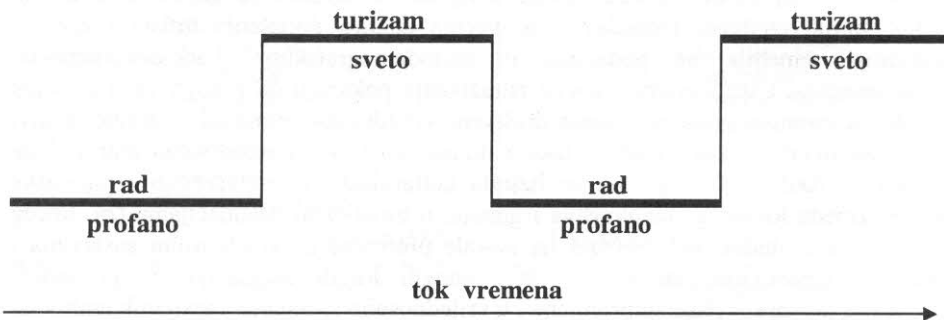 turizam turizam
sveto sveto
rad rad
profano profano
tok vremena